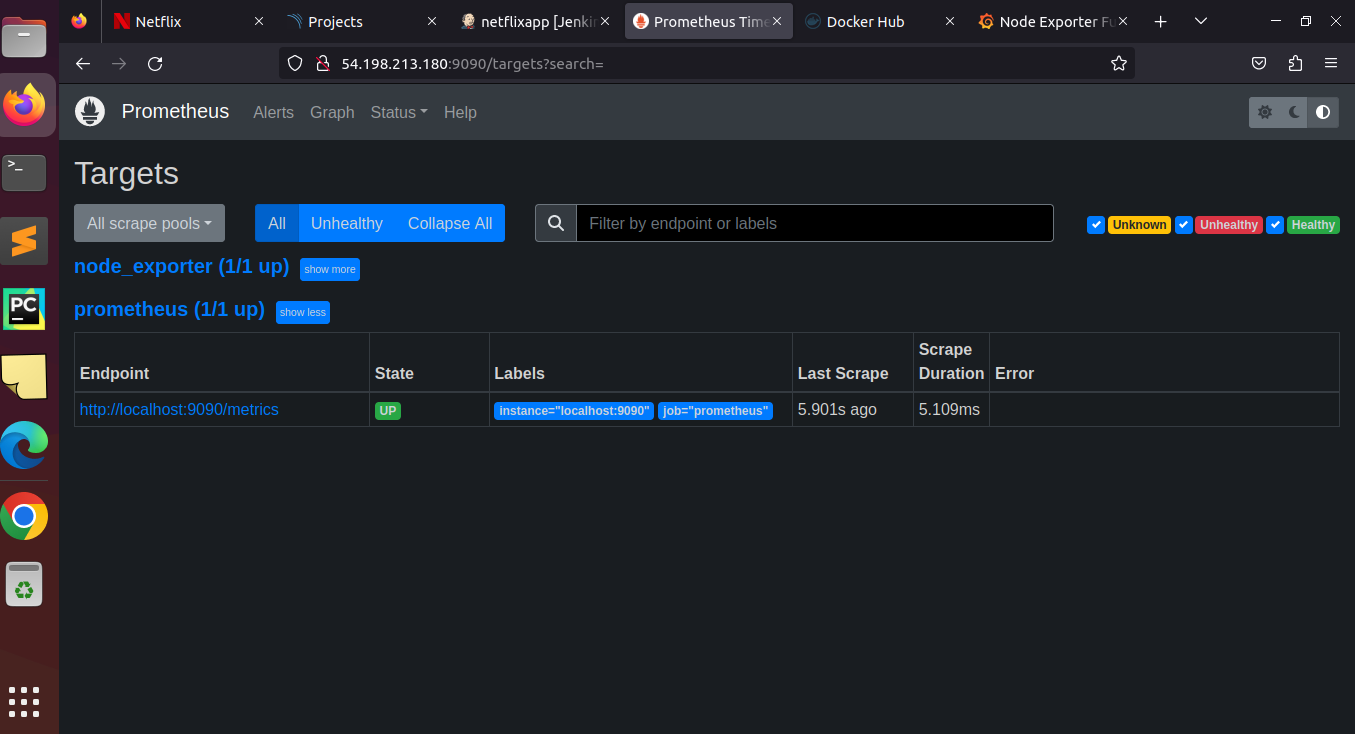 Netflix
Projects
netflixapp [Jenkin
Prometheus Time
Docker Hub
Node Exporter Fu
54.198.213.180:9090/targets?search=
Prometheus
Alerts
Graph
Status
Help
Targets
All scrape pools
All
Unhealthy
Collapse All
Filter by endpoint or labels
Unknown
Unhealthy
Healthy
node_exporter (1/1 up)
show more
prometheus (1/1 up)
show less
Endpoint
State
Labels
Last Scrape
Scrape
Duration
Error
http://localhost:9090/metrics
UP
instance="localhost:9090"
job="prometheus"
5.901s ago
5.109ms
>_
PC